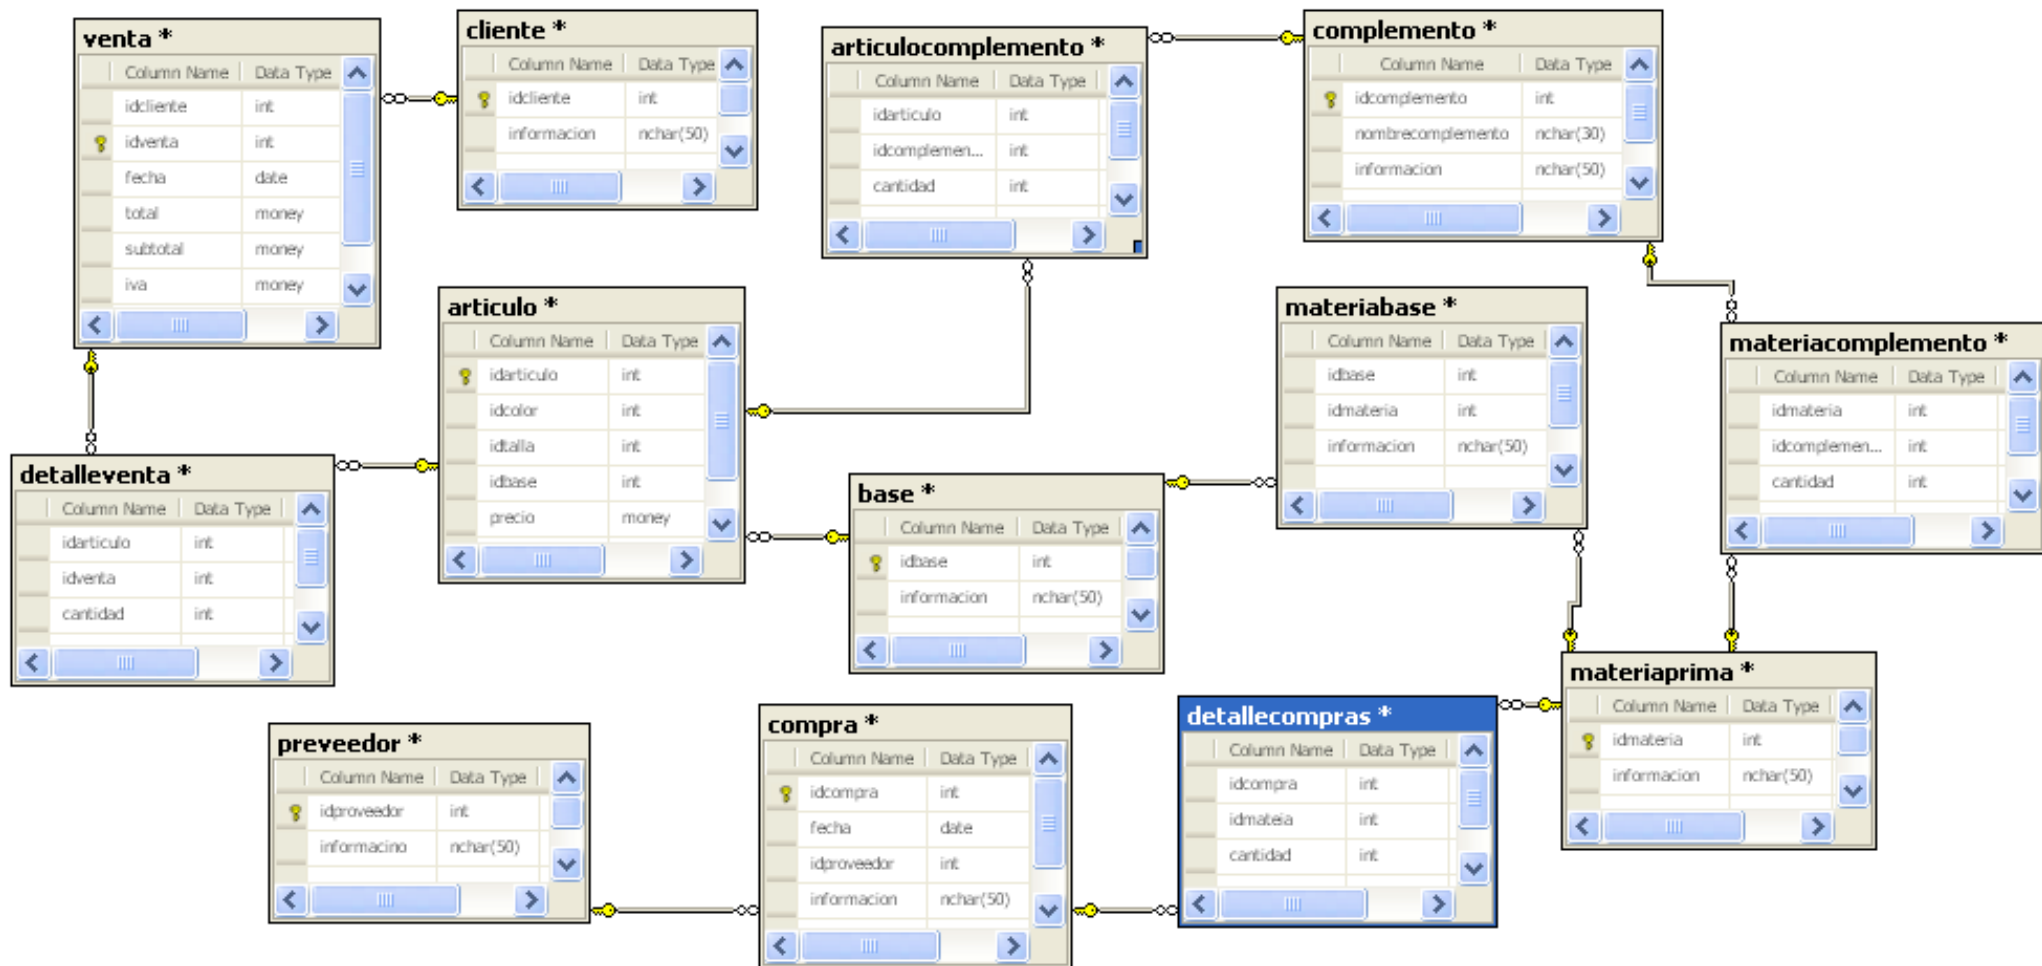 venta *
Column Name Data Type
idcliente int
idventa int
fecha date
total money
subtotal money
iva money
cliente *
Column Name Data Type
idcliente int
informacion nchar(50)
articulocomplemento *
Column Name Data Type
idarticulo int
idcomplemen... int
cantidad int
complemento *
Column Name Data Type
idcomplemento int
nombrecomplemento nchar(30)
informacion nchar(50)
articulo *
Column Name Data Type
idarticulo int
idcolor int
idtalla int
idbase int
precio money
materiabase *
Column Name Data Type
idbase int
idmateria int
informacion nchar(50)
materiacomplemento *
Column Name Data Type
idmateria int
idcomplemen... int
cantidad int
detalleventa *
Column Name Data Type
idarticulo int
idventa int
cantidad int
base *
Column Name Data Type
idbase int
informacion nchar(50)
materiaprima *
Column Name Data Type
idmateria int
informacion nchar(50)
preveedor *
Column Name Data Type
idproveedor int
informacino nchar(50)
compra *
Column Name Data Type
idcompra int
fecha date
idproveedor int
informacion nchar(50)
detallecompras *
Column Name Data Type
idcompra int
idmateia int
cantidad int